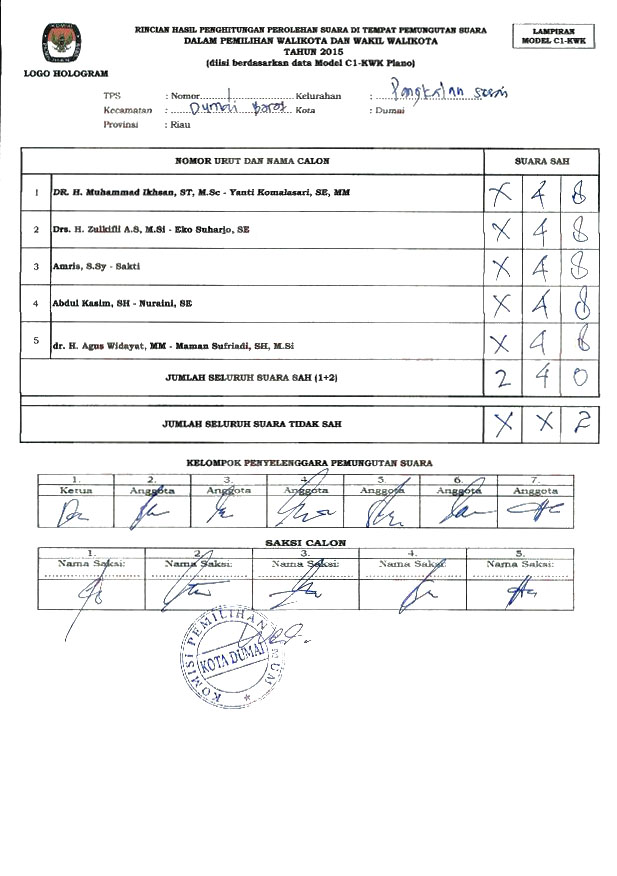 RINCIAN HASIL PENGHITUNGAN PEROLEHAN SUARA DI TEMPAT PEMUNGUTAN SUARA
DALAM PEMILIHAN WALIKOTA DAN WAKIL WALIKOTA
TAHUN 2015
(diisi berdasarkan data Model C1-KWK Plano)
LAMPIRAN
MODEL C1-KWK
LOGO HOLOGRAM
TPS : Nomor 1 Kelurahan : Pangkalan Sesai
Kecamatan : Dumai Barat Kota : Dumai
Provinsi : Riau
NOMOR URUT DAN NAMA CALON SUARA SAH
1 DR. H. Muhammad Ikhsan, ST, M.Sc - Yanti Komalasari, SE, MM X 4 8
2 Drs. H. Zulkifli A.S, M.Si - Eko Suharjo, SE X 4 8
3 Amris, S.Sy - Sakti X 4 8
4 Abdul Kasim, SH - Nuraini, SE X 4 8
5 dr. H. Agus Widayat, MM - Maman Sufriadi, SH, M.Si X 4 8
JUMLAH SELURUH SUARA SAH (1+2) 2 4 0
JUMLAH SELURUH SUARA TIDAK SAH X X 2
KELOMPOK PENYELENGGARA PEMUNGUTAN SUARA
1. 2. 3. 4. 5. 6. 7.
Ketua Anggota Anggota Anggota Anggota Anggota Anggota
SAKSI CALON
1. 2. 3. 4. 5.
Nama Saksi: Nama Saksi: Nama Saksi: Nama Saksi: Nama Saksi:
KOMISI PEMILIHAN UMUM
KOTA DUMAI